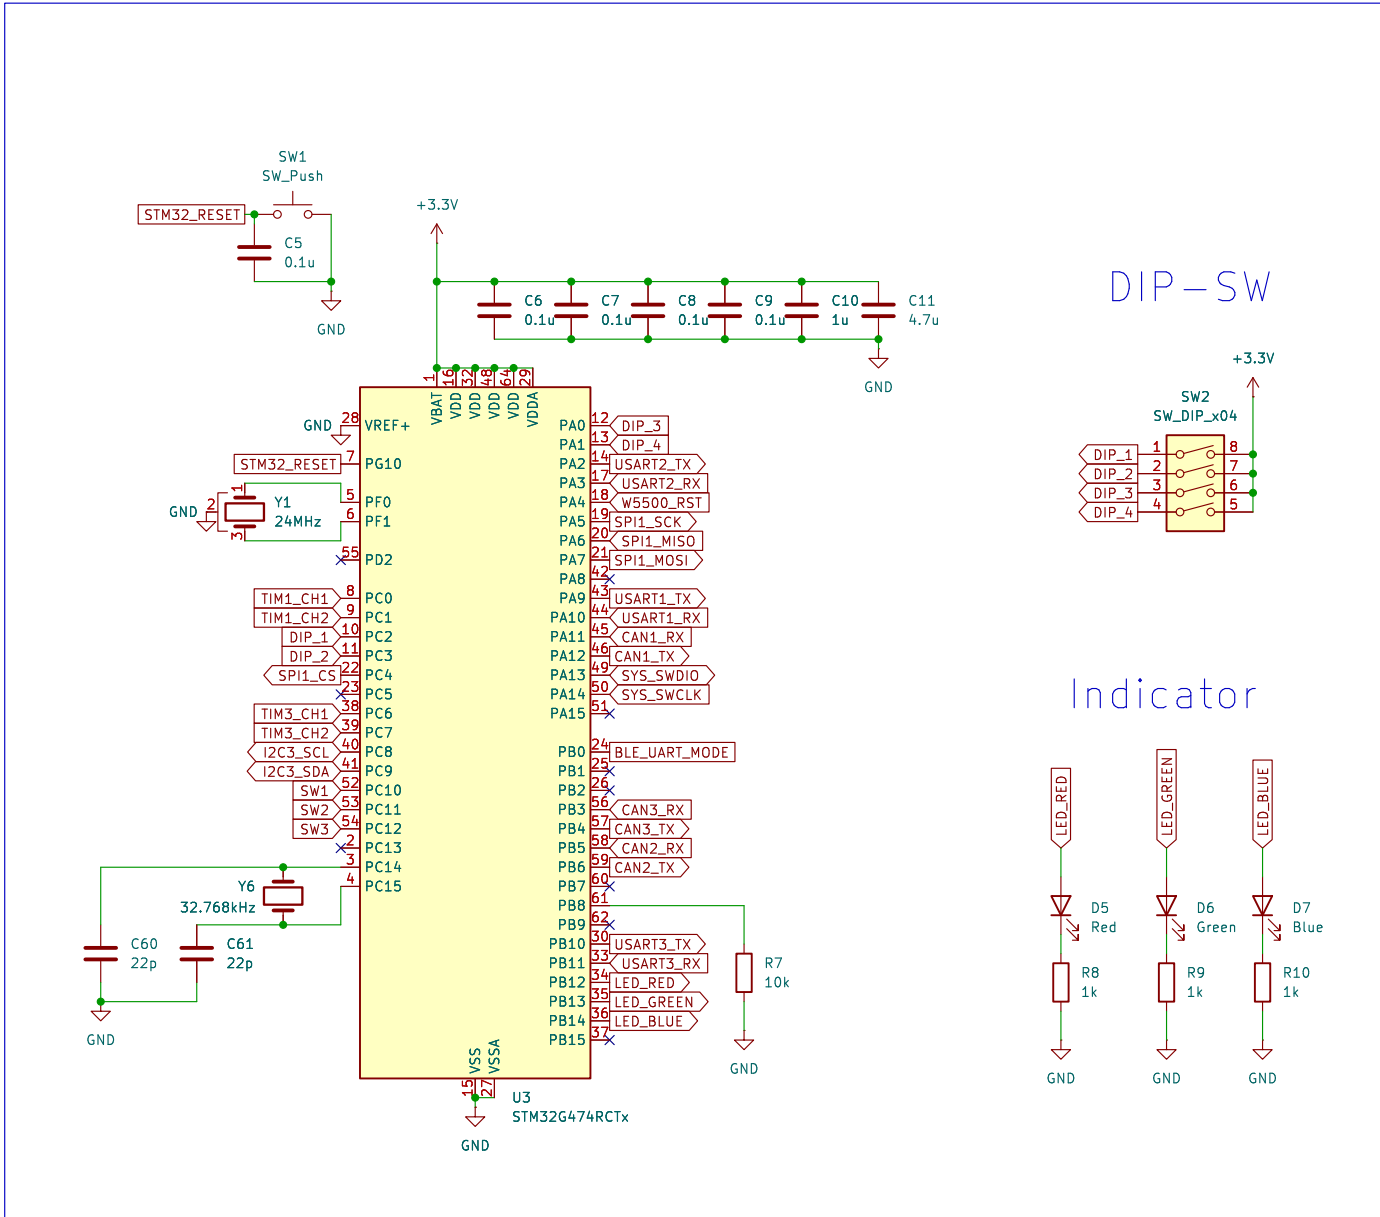 SW1
SW_Push
STM32_RESET
C5
0.1u
GND
+3.3V
C6
0.1u
C7
0.1u
C8
0.1u
C9
0.1u
C10
1u
C11
4.7u
GND
1
16
32
48
64
29
VBAT
VDD
VDD
VDD
VDD
VDDA
GND
28
VREF+
STM32_RESET
7
PG10
1
GND
2
Y1
24MHz
3
5
PF0
6
PF1
55
PD2
TIM1_CH1
8
PC0
TIM1_CH2
9
PC1
DIP_1
10
PC2
DIP_2
11
PC3
SPI1_CS
22
PC4
23
PC5
TIM3_CH1
38
PC6
TIM3_CH2
39
PC7
I2C3_SCL
40
PC8
I2C3_SDA
41
PC9
SW1
52
PC10
SW2
53
PC11
SW3
54
PC12
2
PC13
3
PC14
4
PC15
Y6
32.768kHz
C60
22p
C61
22p
GND
PA0
12
DIP_3
PA1
13
DIP_4
PA2
14
USART2_TX
PA3
17
USART2_RX
PA4
18
W5500_RST
PA5
19
SPI1_SCK
PA6
20
SPI1_MISO
PA7
21
SPI1_MOSI
PA8
42
PA9
43
USART1_TX
PA10
44
USART1_RX
PA11
45
CAN1_RX
PA12
46
CAN1_TX
PA13
49
SYS_SWDIO
PA14
50
SYS_SWCLK
PA15
51
PB0
24
BLE_UART_MODE
PB1
25
PB2
26
PB3
56
CAN3_RX
PB4
57
CAN3_TX
PB5
58
CAN2_RX
PB6
59
CAN2_TX
PB7
60
PB8
61
PB9
62
PB10
30
USART3_TX
PB11
33
USART3_RX
PB12
34
LED_RED
PB13
35
LED_GREEN
PB14
36
LED_BLUE
PB15
37
R7
10k
GND
VSS
VSSA
15
27
U3
STM32G474RCTx
GND
DIP-SW
+3.3V
SW2
SW_DIP_x04
DIP_1
1
8
DIP_2
2
7
DIP_3
3
6
DIP_4
4
5
Indicator
LED_RED
LED_GREEN
LED_BLUE
D5
Red
D6
Green
D7
Blue
R8
1k
R9
1k
R10
1k
GND
GND
GND